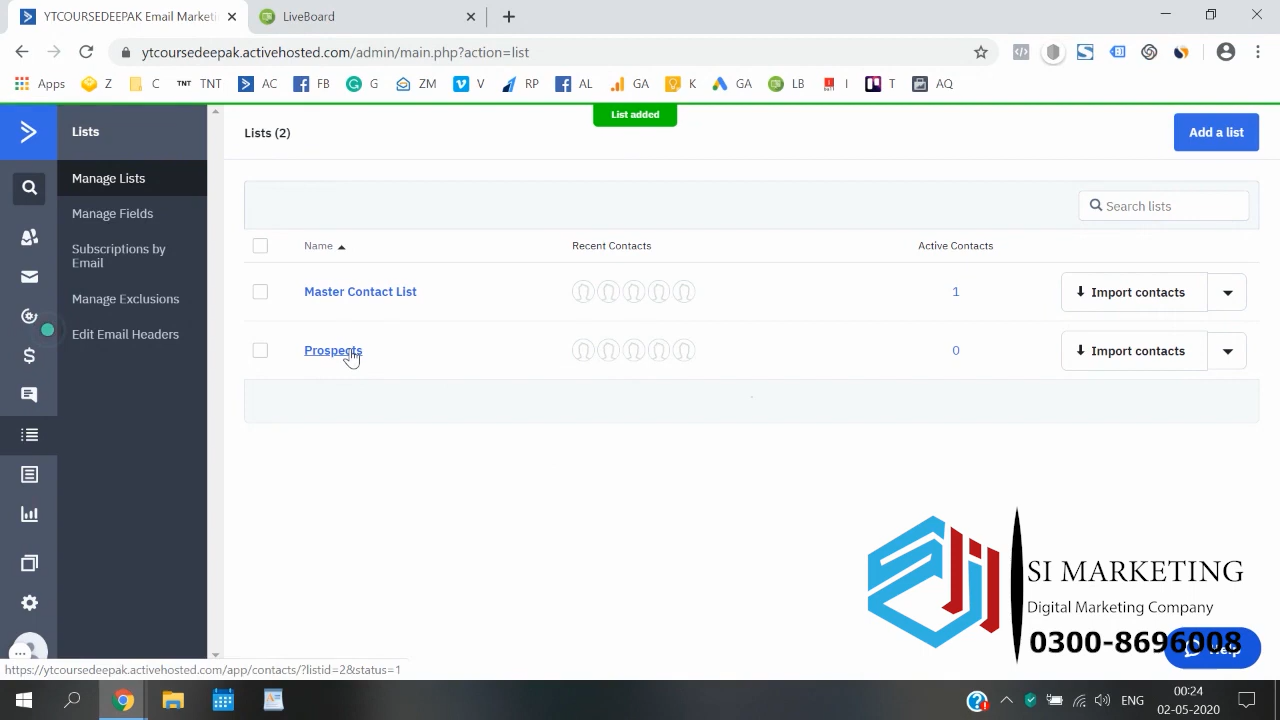 YTCOURSEDEEPAK Email Marketi
LiveBoard
ytcoursedeepak.activehosted.com/admin/main.php?action=list
Apps Z C TNT TNT AC FB G ZM V RP AL GA K GA LB I T AQ
List added
Lists
Lists (2)
Add a list
Manage Lists
Manage Fields
Subscriptions by
Email
Manage Exclusions
Edit Email Headers
Search lists
Name Recent Contacts Active Contacts
Master Contact List 1 Import contacts
Prospects 0 Import contacts
SI MARKETING
Digital Marketing Company
0300-8696008
https://ytcoursedeepak.activehosted.com/app/contacts/?listid=2&status=1
ENG
00:24
02-05-2020